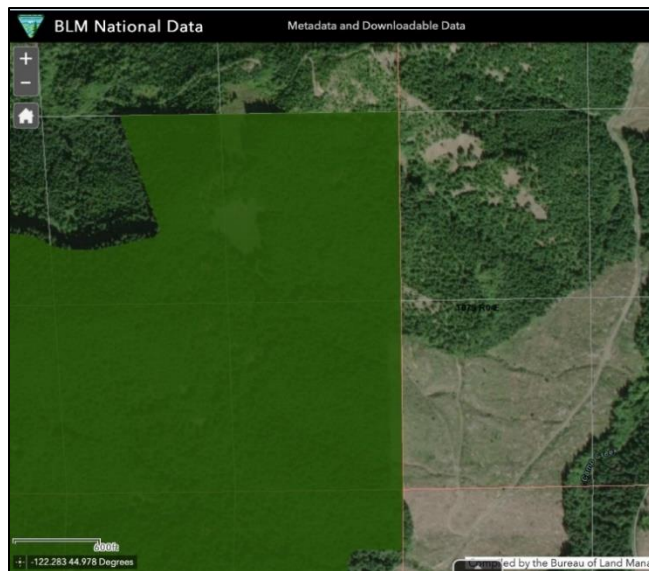 BLM National Data
Metadata and Downloadable Data
+
−
600ft
-122.283 44.978 Degrees
Compiled by the Bureau of Land Mana